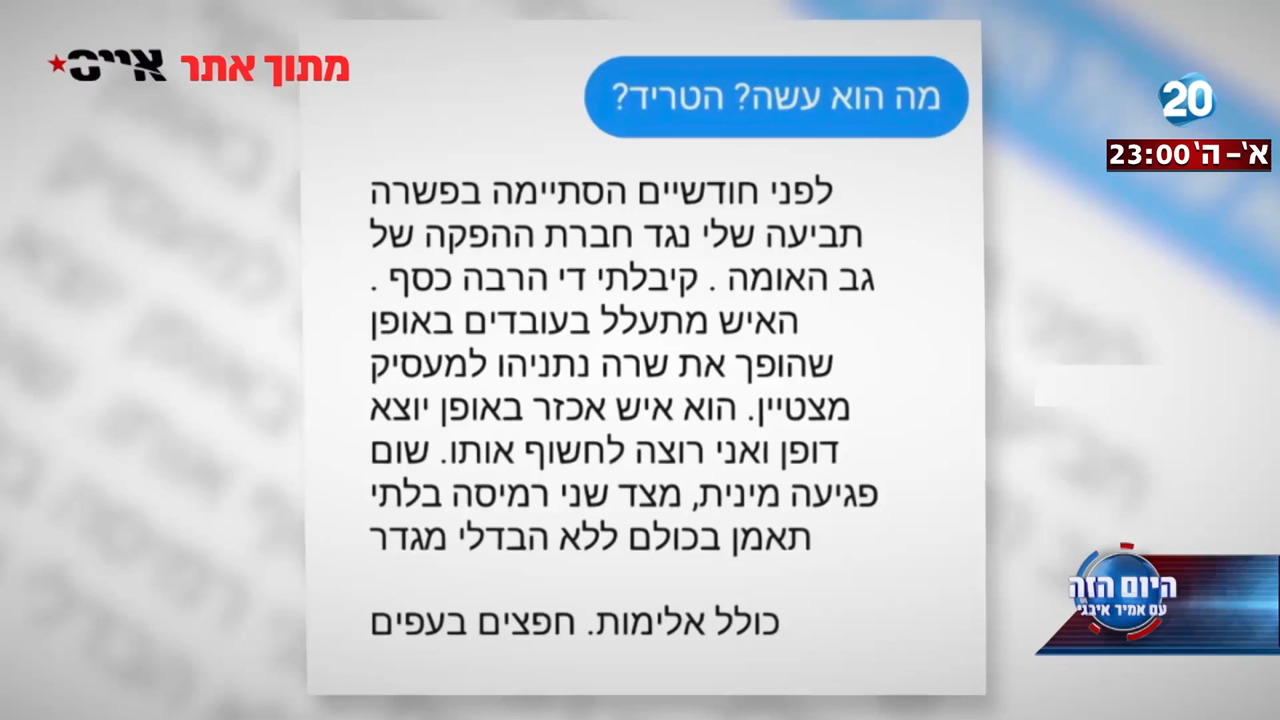 מתוך אתר אייס
מה הוא עשה? הטריד?
20
א'-ה' 23:00
לפני חודשיים הסתיימה בפשרה
תביעה שלי נגד חברת ההפקה של
גב האומה . קיבלתי די הרבה כסף .
האיש מתעלל בעובדים באופן
שהופך את שרה נתניהו למעסיק
מצטיין. הוא איש אכזר באופן יוצא
דופן ואני רוצה לחשוף אותו. שום
פגיעה מינית, מצד שני רמיסה בלתי
תאמן בכולם ללא הבדלי מגדר
כולל אלימות. חפצים בעפים
היום הזה
עם אמיר איבגי